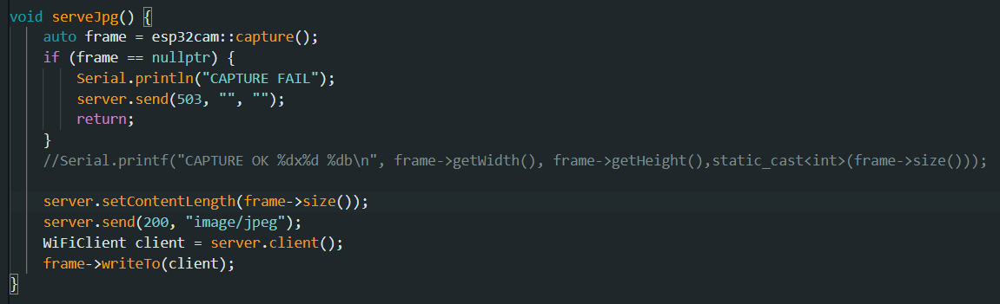 void serveJpg() {
    auto frame = esp32cam::capture();
    if (frame == nullptr) {
        Serial.println("CAPTURE FAIL");
        server.send(503, "", "");
        return;
    }
    //Serial.printf("CAPTURE OK %dx%d %db\n", frame->getWidth(), frame->getHeight(),static_cast<int>(frame->size()));
    server.setContentLength(frame->size());
    server.send(200, "image/jpeg");
    WiFiClient client = server.client();
    frame->writeTo(client);
}